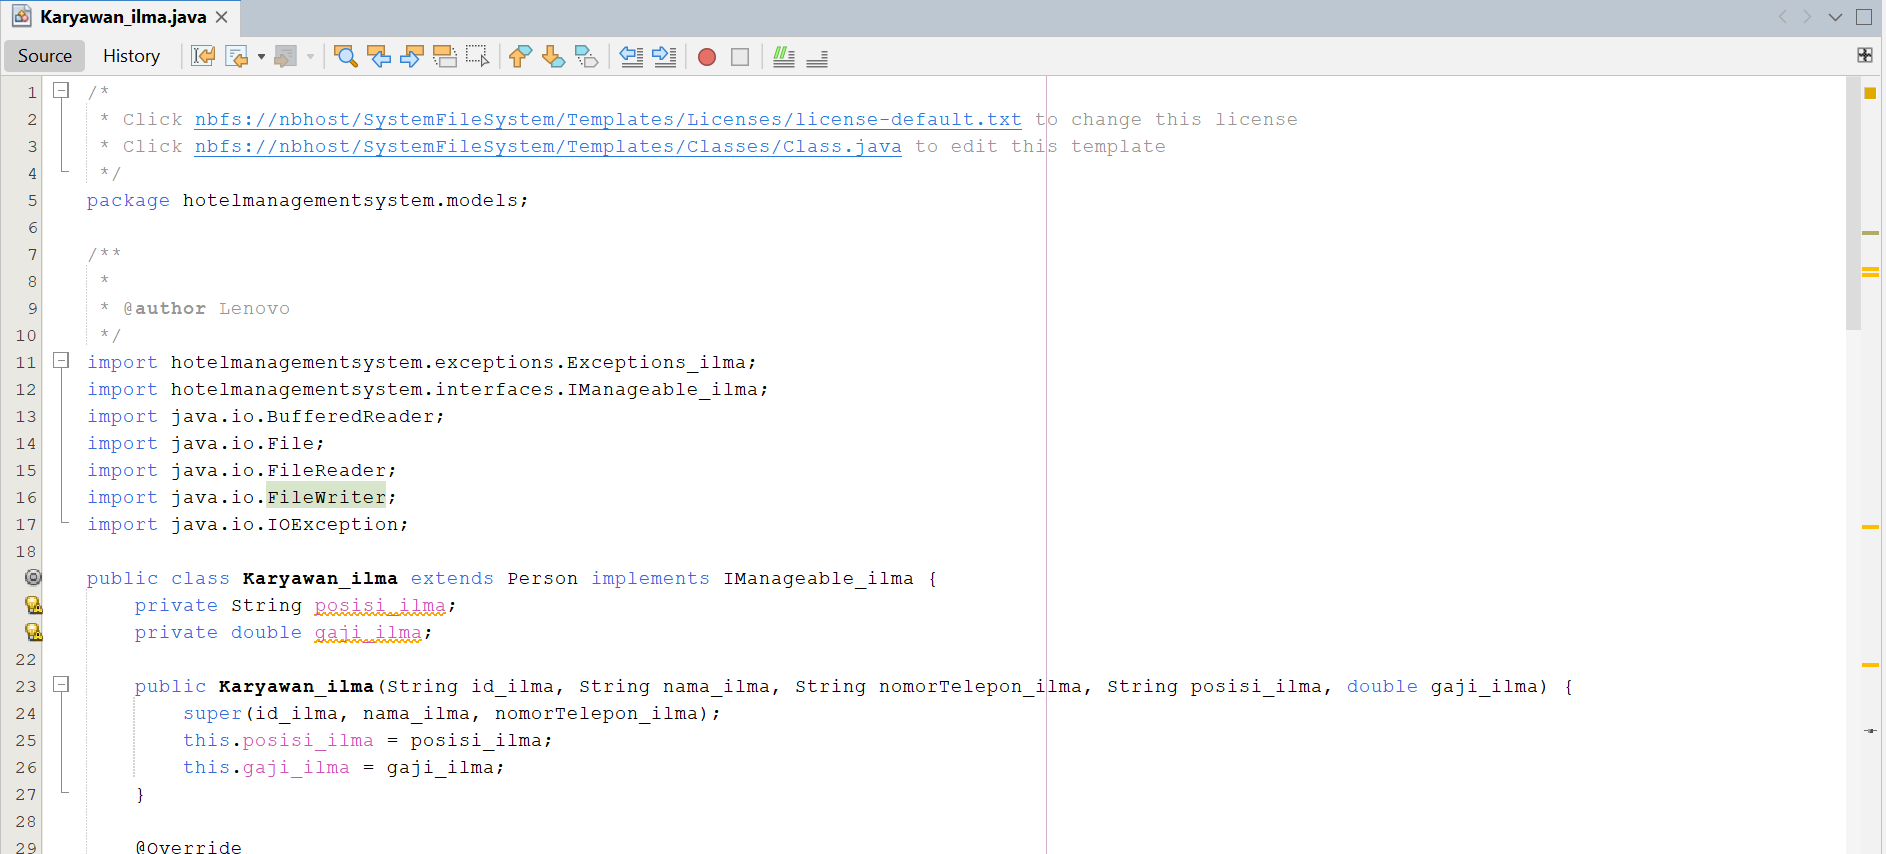 Karyawan_ilma.java
Source History
1 /*
2 * Click nbfs://nbhost/SystemFileSystem/Templates/Licenses/license-default.txt to change this license
3 * Click nbfs://nbhost/SystemFileSystem/Templates/Classes/Class.java to edit this template
4 */
5 package hotelmanagementsystem.models;
6
7 /**
8 *
9 * @author Lenovo
10 */
11 import hotelmanagementsystem.exceptions.Exceptions_ilma;
12 import hotelmanagementsystem.interfaces.IManageable_ilma;
13 import java.io.BufferedReader;
14 import java.io.File;
15 import java.io.FileReader;
16 import java.io.FileWriter;
17 import java.io.IOException;
18
public class Karyawan_ilma extends Person implements IManageable_ilma {
private String posisi_ilma;
private double gaji_ilma;
22
23 public Karyawan_ilma(String id_ilma, String nama_ilma, String nomorTelepon_ilma, String posisi_ilma, double gaji_ilma) {
24 super(id_ilma, nama_ilma, nomorTelepon_ilma);
25 this.posisi_ilma = posisi_ilma;
26 this.gaji_ilma = gaji_ilma;
27 }
28
29 @Override